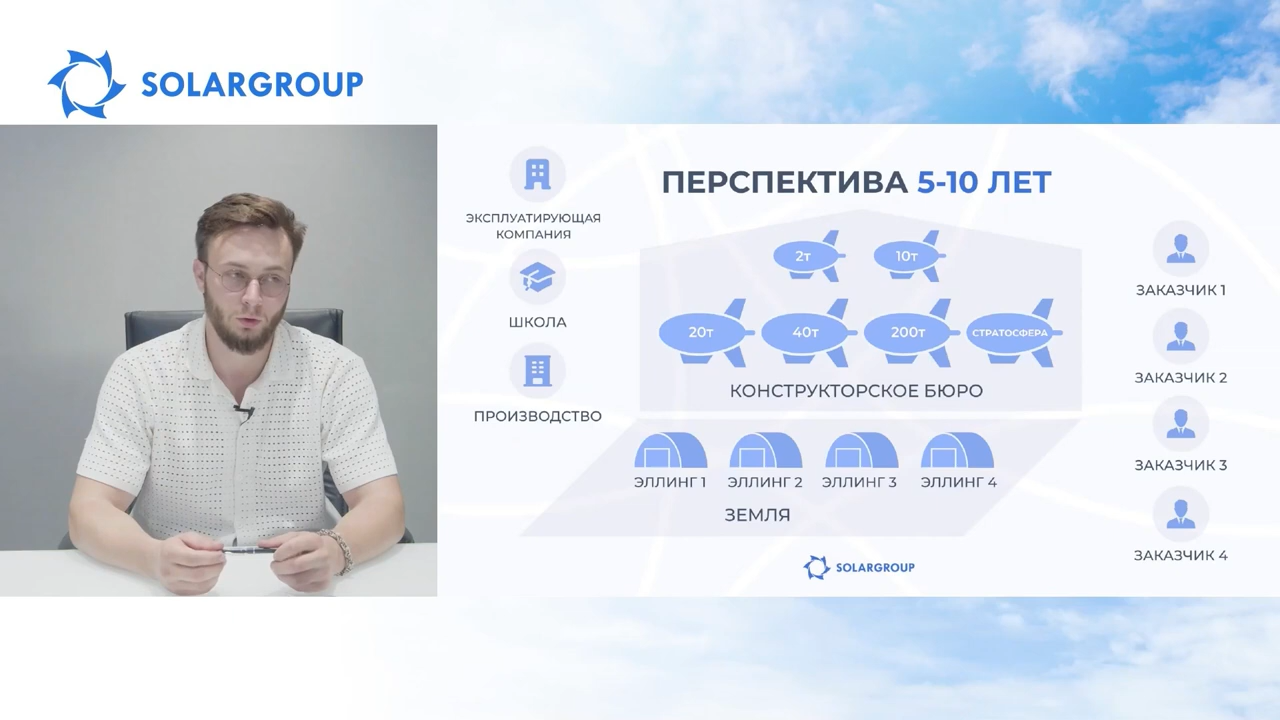 SOLARGROUP
ПЕРСПЕКТИВА 5-10 ЛЕТ
ЭКСПЛУАТИРУЮЩАЯ
КОМПАНИЯ
ШКОЛА
ПРОИЗВОДСТВО
2т 10т
20т 40т 200т СТРАТОСФЕРА
КОНСТРУКТОРСКОЕ БЮРО
ЭЛЛИНГ 1 ЭЛЛИНГ 2 ЭЛЛИНГ 3 ЭЛЛИНГ 4
ЗЕМЛЯ
SOLARGROUP
ЗАКАЗЧИК 1
ЗАКАЗЧИК 2
ЗАКАЗЧИК 3
ЗАКАЗЧИК 4